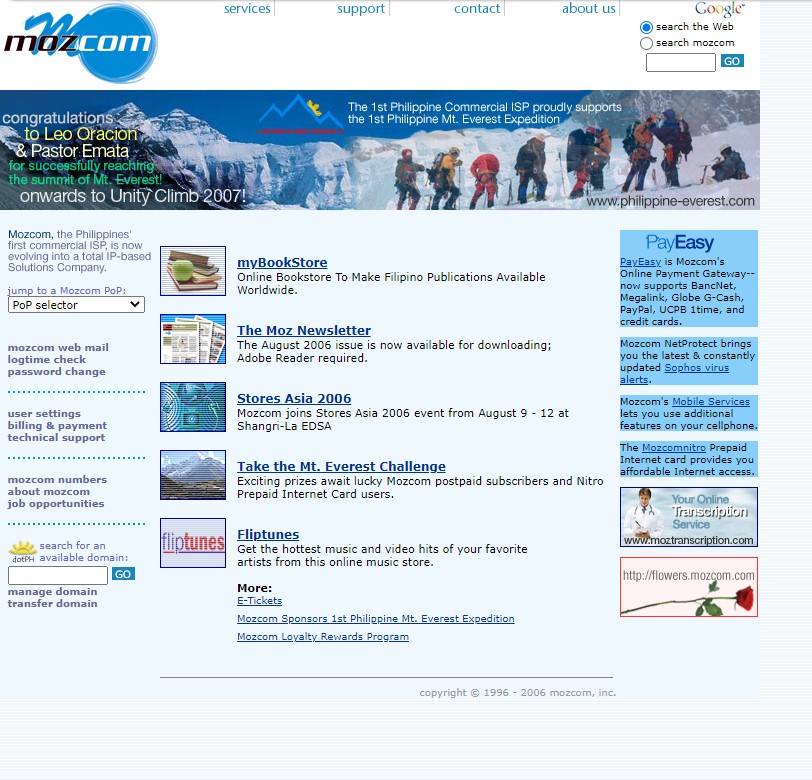 services
support
contact
about us
Google
mozcom
search the Web
search mozcom
GO
congratulations
to Leo Oracion
& Pastor Emata
for successfully reaching
the summit of Mt. Everest!
onwards to Unity Climb 2007!
The 1st Philippine Commercial ISP proudly supports
the 1st Philippine Mt. Everest Expedition
www.philippine-everest.com
Mozcom, the Philippines'
first commercial ISP, is now
evolving into a total IP-based
Solutions Company.
jump to a Mozcom PoP:
PoP selector
mozcom web mail
logtime check
password change
user settings
billing & payment
technical support
mozcom numbers
about mozcom
job opportunities
dotPH
search for an
available domain:
GO
manage domain
transfer domain
myBookStore
Online Bookstore To Make Filipino Publications Available
Worldwide.
The Moz Newsletter
The August 2006 issue is now available for downloading;
Adobe Reader required.
Stores Asia 2006
Mozcom joins Stores Asia 2006 event from August 9 - 12 at
Shangri-La EDSA
Take the Mt. Everest Challenge
Exciting prizes await lucky Mozcom postpaid subscribers and Nitro
Prepaid Internet Card users.
fliptunes
Fliptunes
Get the hottest music and video hits of your favorite
artists from this online music store.
More:
E-Tickets
Mozcom Sponsors 1st Philippine Mt. Everest Expedition
Mozcom Loyalty Rewards Program
PayEasy
PayEasy is Mozcom's
Online Payment Gateway--
now supports BancNet,
Megalink, Globe G-Cash,
PayPal, UCPB 1time, and
credit cards.
Mozcom NetProtect brings
you the latest & constantly
updated Sophos virus
alerts.
Mozcom's Mobile Services
lets you use additional
features on your cellphone.
The Mozcomnitro Prepaid
Internet card provides you
affordable Internet access.
Your Online
Transcription
Service
www.moztranscription.com
http://flowers.mozcom.com
copyright © 1996 - 2006 mozcom, inc.